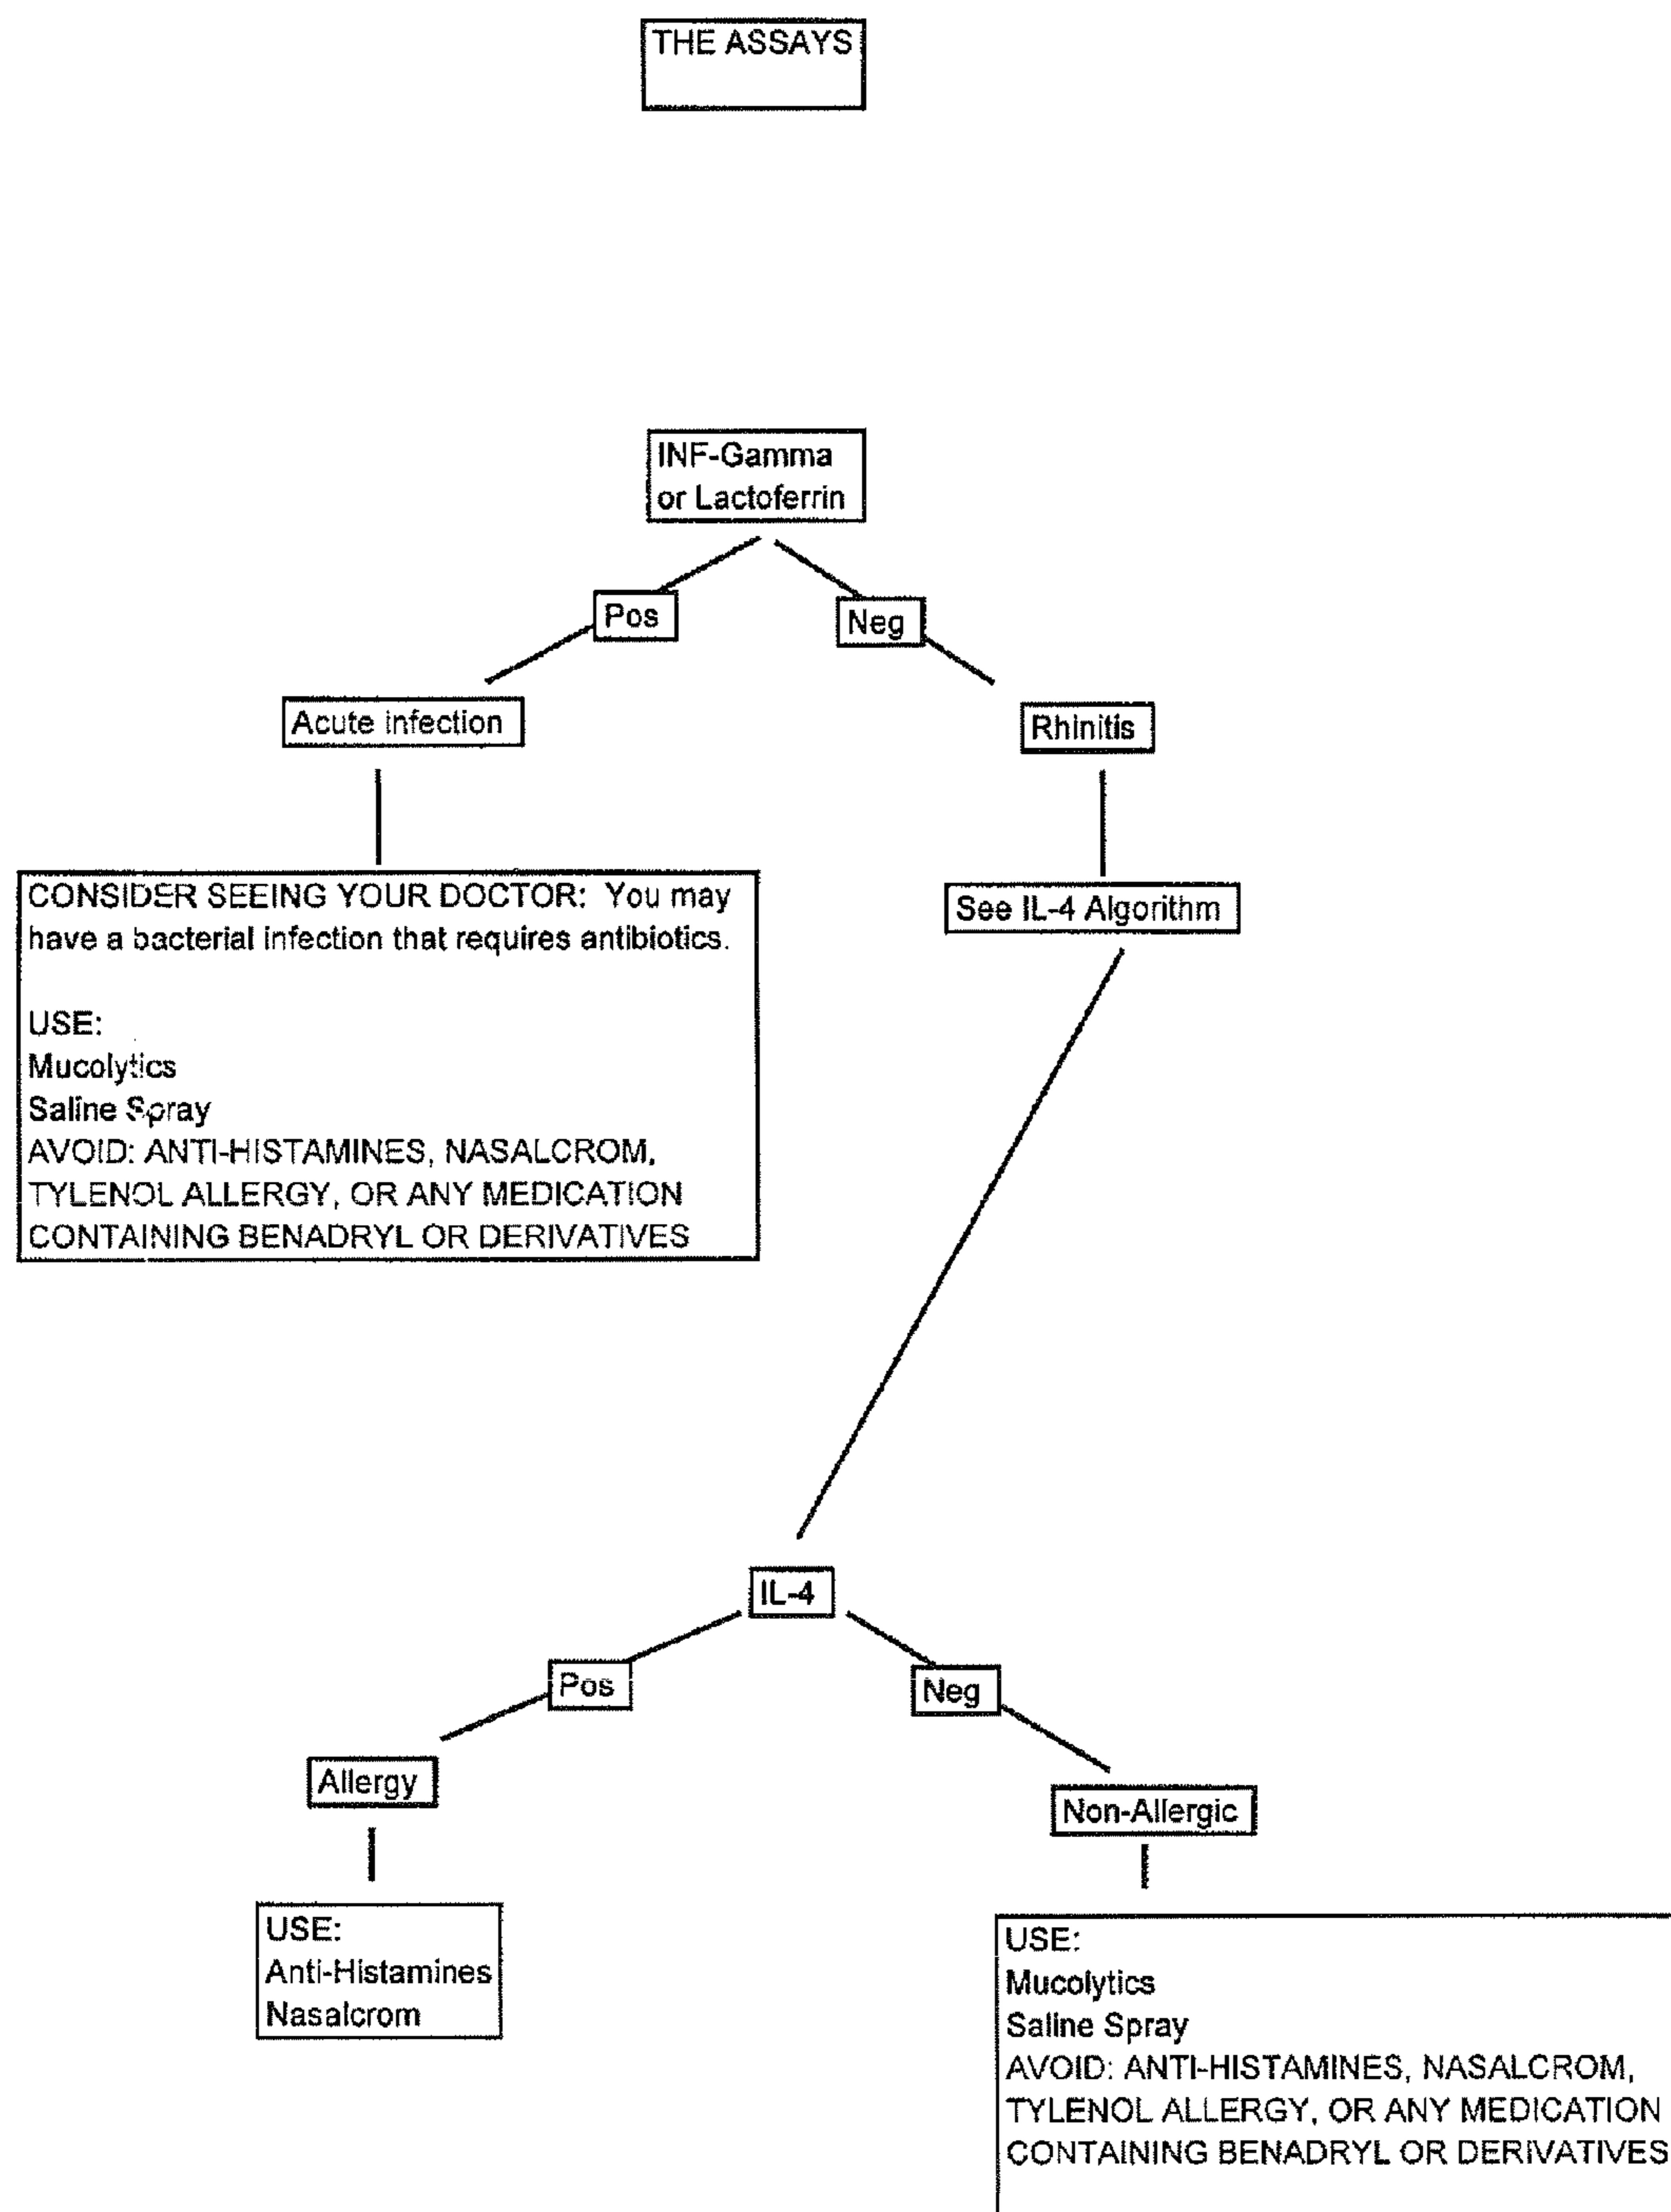 THE ASSAYS
INF-Gamma
or Lactoferrin
Pos
Neg
Acute infection
Rhinitis
CONSIDER SEEING YOUR DOCTOR: You may
have a bacterial infection that requires antibiotics.
USE:
Mucolytics
Saline Spray
AVOID: ANTI-HISTAMINES, NASALCROM,
TYLENOL ALLERGY, OR ANY MEDICATION
CONTAINING BENADRYL OR DERIVATIVES
See IL-4 Algorithm
IL-4
Pos
Neg
Allergy
Non-Allergic
USE:
Anti-Histamines
Nasalcrom
USE:
Mucolytics
Saline Spray
AVOID: ANTI-HISTAMINES, NASALCROM,
TYLENOL ALLERGY, OR ANY MEDICATION
CONTAINING BENADRYL OR DERIVATIVES